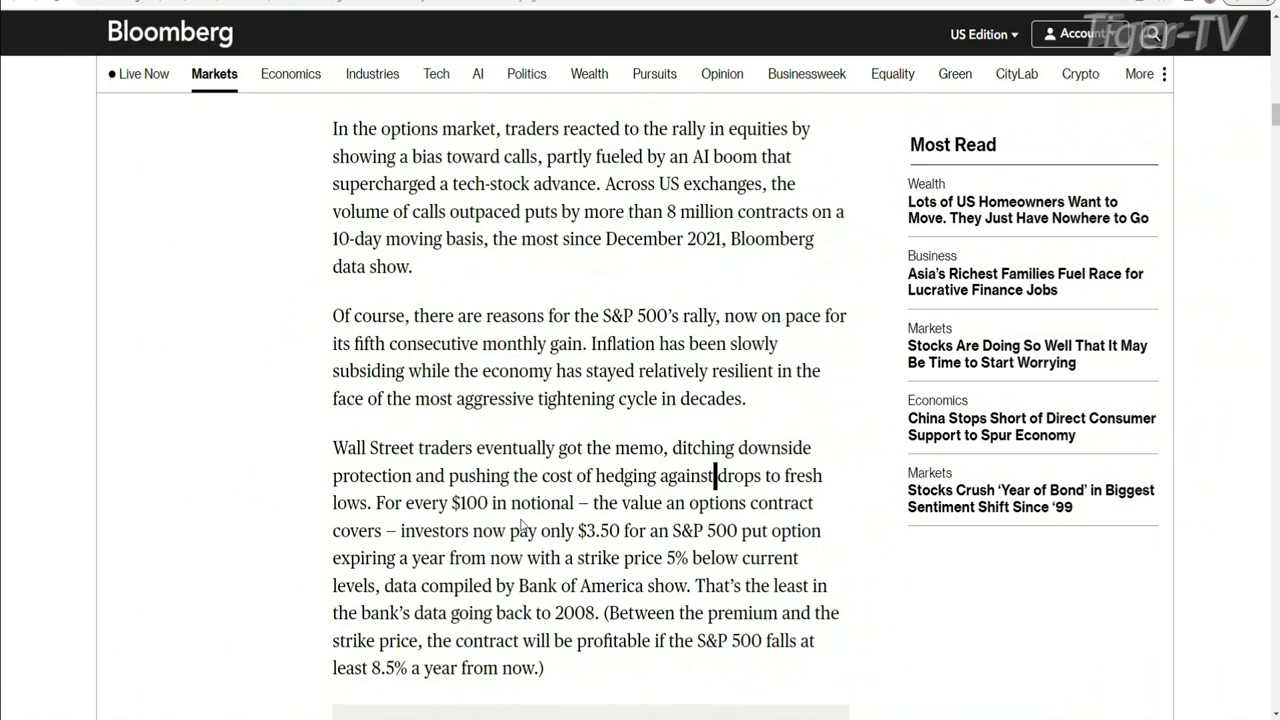 Bloomberg
US Edition
Account
Tiger-TV
Live Now Markets Economics Industries Tech AI Politics Wealth Pursuits Opinion Businessweek Equality Green CityLab Crypto More
In the options market, traders reacted to the rally in equities by
showing a bias toward calls, partly fueled by an AI boom that
supercharged a tech-stock advance. Across US exchanges, the
volume of calls outpaced puts by more than 8 million contracts on a
10-day moving basis, the most since December 2021, Bloomberg
data show.
Of course, there are reasons for the S&P 500’s rally, now on pace for
its fifth consecutive monthly gain. Inflation has been slowly
subsiding while the economy has stayed relatively resilient in the
face of the most aggressive tightening cycle in decades.
Wall Street traders eventually got the memo, ditching downside
protection and pushing the cost of hedging against drops to fresh
lows. For every $100 in notional – the value an options contract
covers – investors now pay only $3.50 for an S&P 500 put option
expiring a year from now with a strike price 5% below current
levels, data compiled by Bank of America show. That’s the least in
the bank’s data going back to 2008. (Between the premium and the
strike price, the contract will be profitable if the S&P 500 falls at
least 8.5% a year from now.)
Most Read
Wealth
Lots of US Homeowners Want to
Move. They Just Have Nowhere to Go
Business
Asia’s Richest Families Fuel Race for
Lucrative Finance Jobs
Markets
Stocks Are Doing So Well That It May
Be Time to Start Worrying
Economics
China Stops Short of Direct Consumer
Support to Spur Economy
Markets
Stocks Crush ‘Year of Bond’ in Biggest
Sentiment Shift Since ‘99